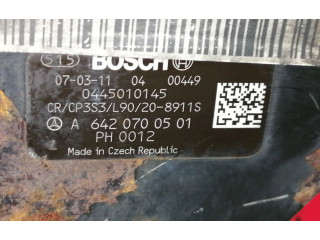 515 BOSCH
07-03-11 04 00449
0445010145
CR/CP3S3/L90/20-8911S
A 642 070 05 01
PH 0012
Made in Czech Republic